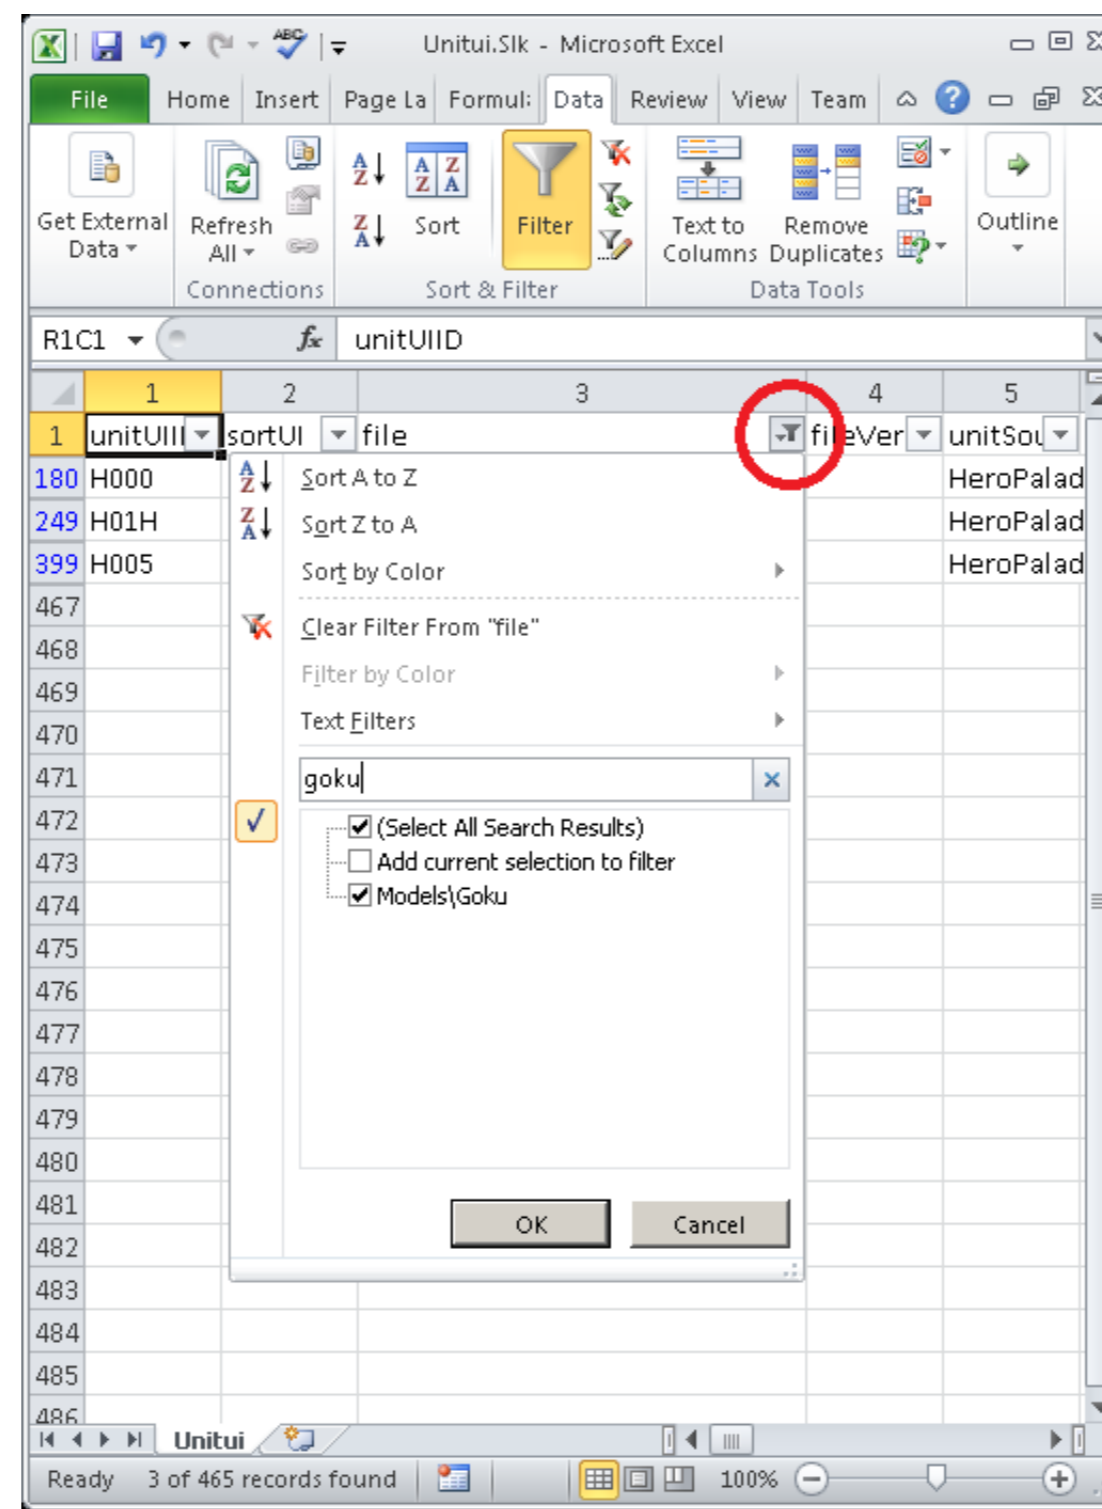 Unitui.Slk - Microsoft Excel
File Home Insert Page La Formul: Data Review View Team
Get External Data Refresh All Sort Filter Text to Columns Remove Duplicates Outline
Connections Sort & Filter Data Tools
R1C1 fx unitUIID
1 2 3 4 5
1 unitUII sortUI file fileVer unitSou
180 H000 HeroPalad
249 H01H HeroPalad
399 H005 HeroPalad
Sort A to Z
Sort Z to A
Sort by Color
Clear Filter From "file"
Filter by Color
Text Filters
goku
(Select All Search Results)
Add current selection to filter
Models\Goku
OK Cancel
467
468
469
470
471
472
473
474
475
476
477
478
479
480
481
482
483
484
485
486
Unitui
Ready 3 of 465 records found 100%